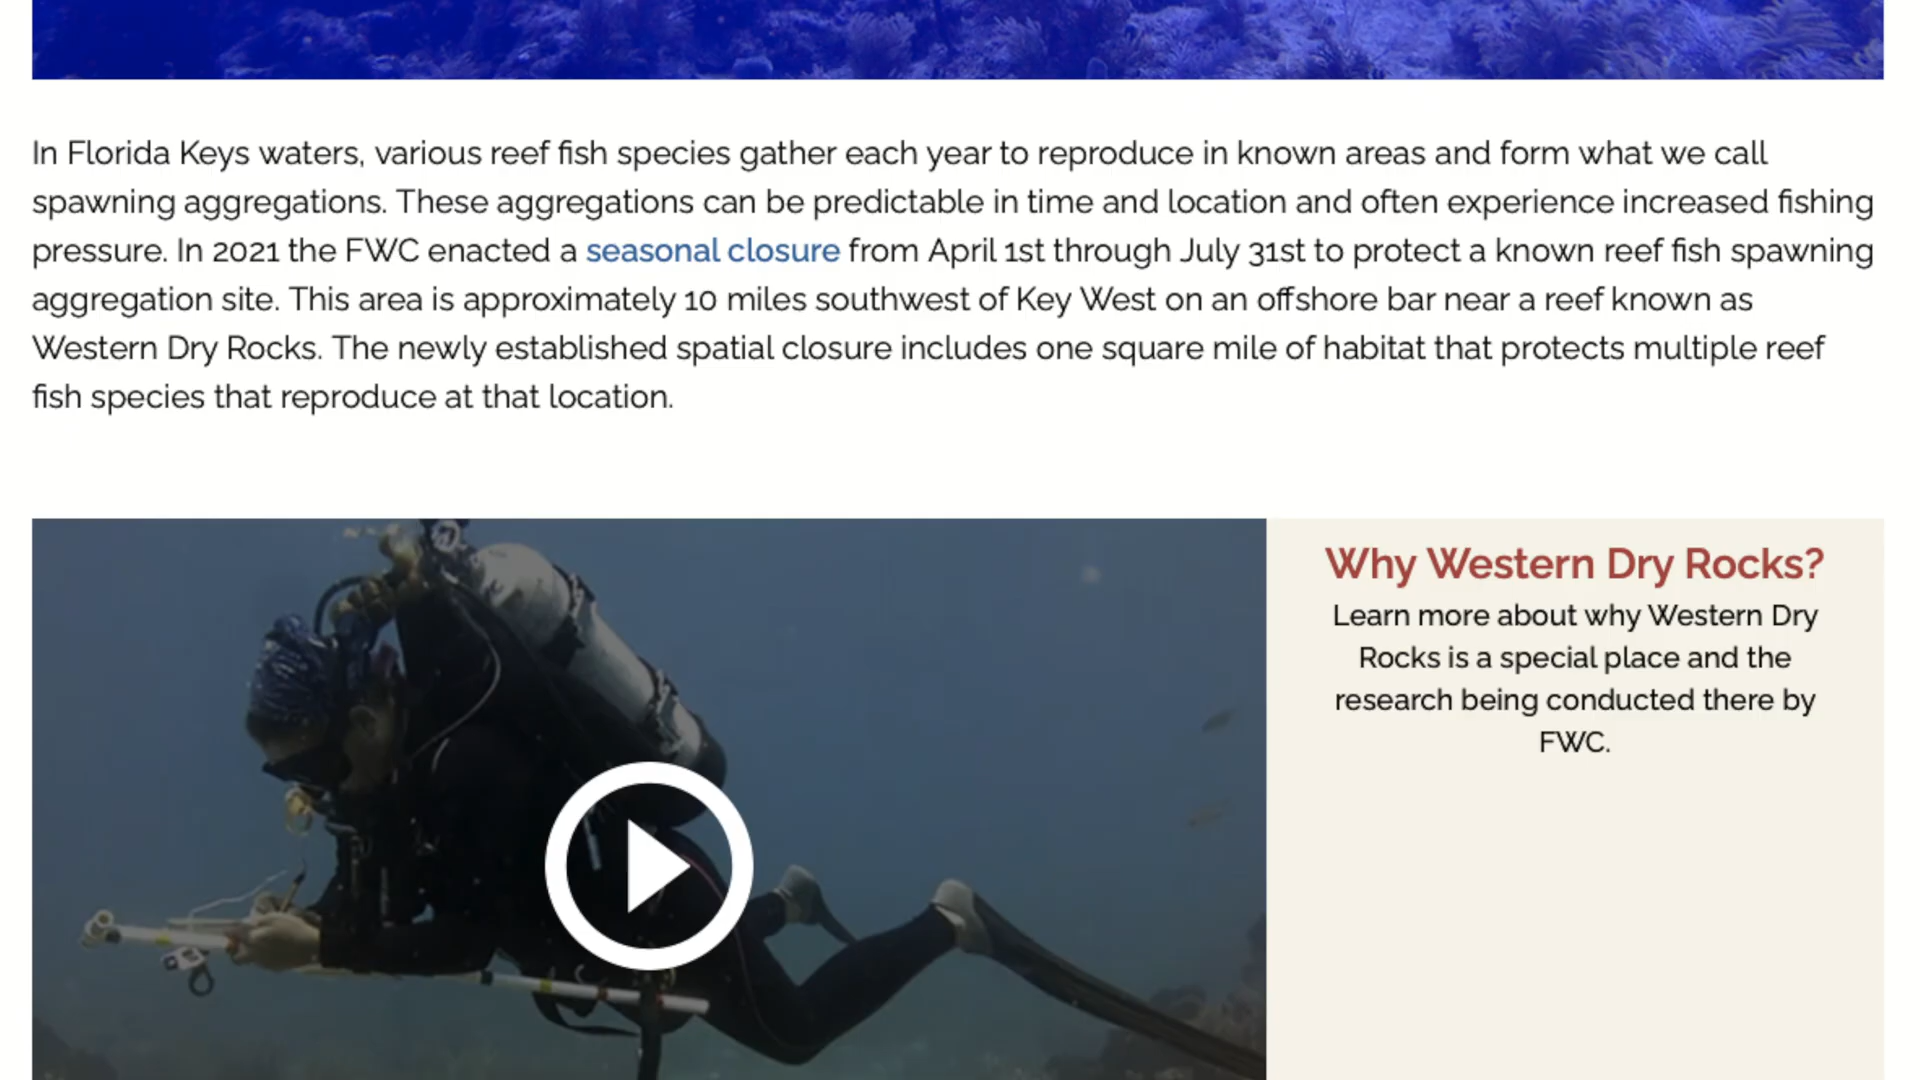 In Florida Keys waters, various reef fish species gather each year to reproduce in known areas and form what we call
spawning aggregations. These aggregations can be predictable in time and location and often experience increased fishing
pressure. In 2021 the FWC enacted a seasonal closure from April 1st through July 31st to protect a known reef fish spawning
aggregation site. This area is approximately 10 miles southwest of Key West on an offshore bar near a reef known as
Western Dry Rocks. The newly established spatial closure includes one square mile of habitat that protects multiple reef
fish species that reproduce at that location.
Why Western Dry Rocks?
Learn more about why Western Dry
Rocks is a special place and the
research being conducted there by
FWC.